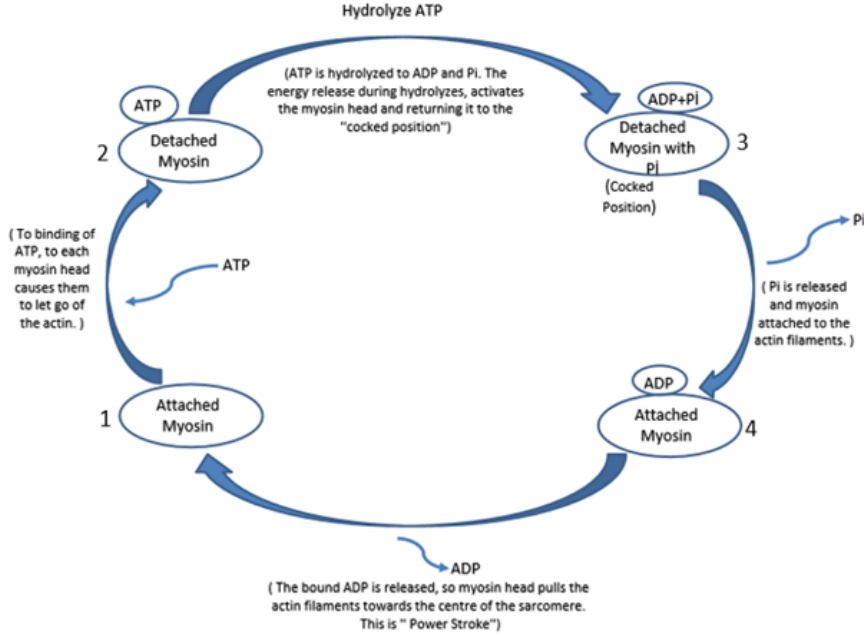 Hydrolyze ATP
(ATP is hydrolyzed to ADP and Pi. The
energy release during hydrolyzes, activates
the myosin head and returning it to the
"cocked position")
ATP
2
Detached
Myosin
ADP+Pİ
Detached
Myosin with
Pİ
3
(Cocked
Position)
( To binding of
ATP, to each
myosin head
causes them
to let go of
the actin. )
ATP
Pi
( Pi is released
and myosin
attached to the
actin filaments. )
1
Attached
Myosin
ADP
Attached
Myosin
4
ADP
( The bound ADP is released, so myosin head pulls the
actin filaments towards the centre of the sarcomere.
This is " Power Stroke")